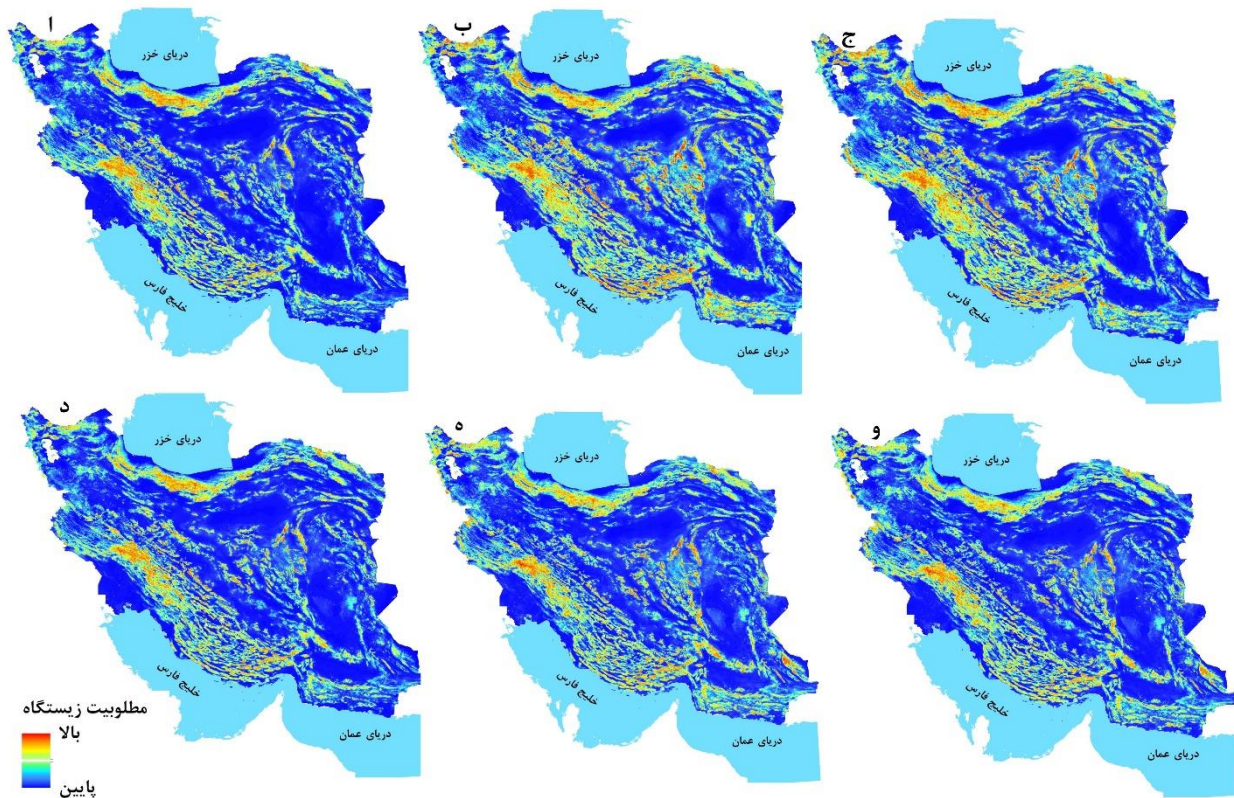 ا
دریای خزر
خلیج فارس
دریای عمان
ب
دریای خزر
خلیج فارس
دریای عمان
ج
دریای خزر
خلیج فارس
دریای عمان
د
دریای خزر
خلیج فارس
دریای عمان
ه
دریای خزر
خلیج فارس
دریای عمان
و
دریای خزر
خلیج فارس
دریای عمان
مطلوبیت زیستگاه
بالا
پایین